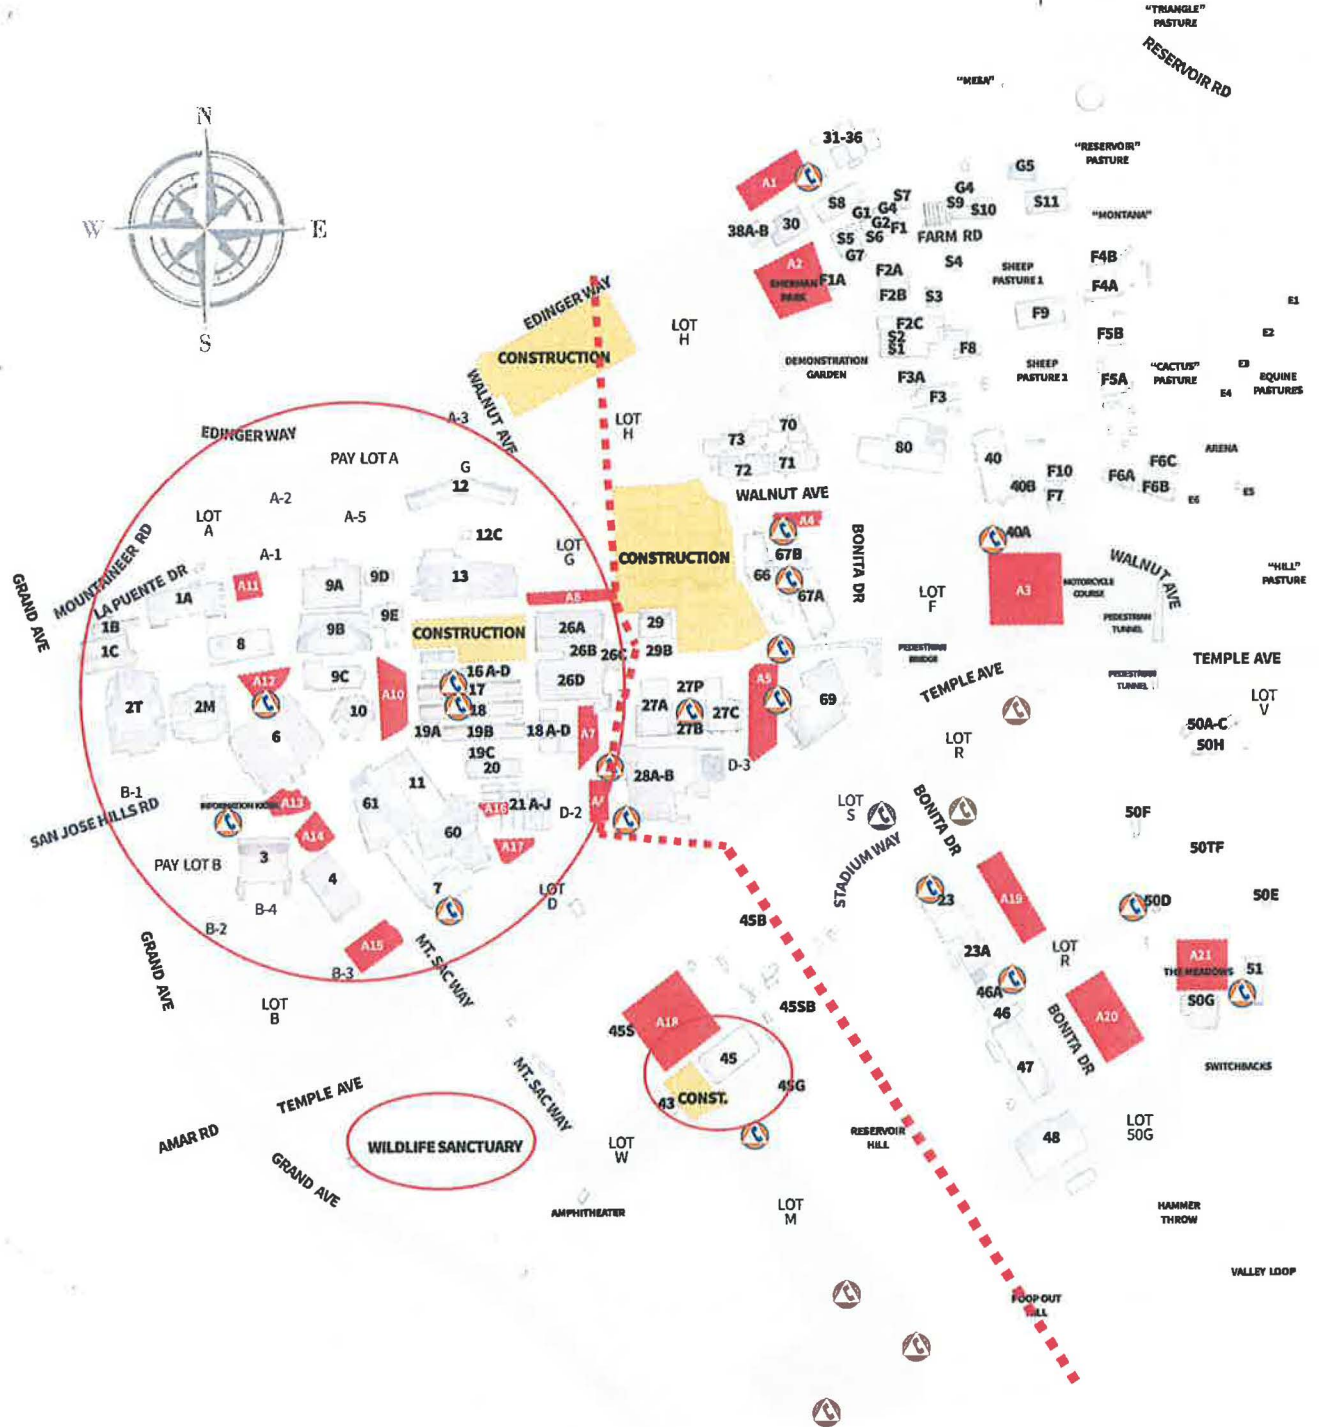 "TRIANGLE"
PASTURE
RESERVOIR RD
"MESA"
N
W
E
S
31-36
"RESERVOIR"
PASTURE
A1
G5
G4
S7
S8
S9
S10
S11
G1
G4
38A-B
30
G2
F1
"MONTANA"
S5
S6
FARM RD
G7
F4B
A2
S4
SHERMAN
PARK
F1A
F2A
SHEEP
PASTURE 1
F4A
EDINGER WAY
F2B
S3
E1
F9
LOT
H
F2C
S2
S1
F5B
E2
CONSTRUCTION
F8
DEMONSTRATION
GARDEN
SHEEP
PASTURE 2
"CACTUS"
PASTURE
EQUINE
PASTURES
F3A
F5A
E4
WALNUT AVE
F3
A-3
LOT
H
EDINGER WAY
70
73
80
72
71
40
ARENA
PAY LOT A
G
12
F10
F6C
40B
F7
F6A
F6B
E5
E6
A-2
WALNUT AVE
LOT
A
A-5
A4
BONITA DR
40A
12C
MOUNTAINEER RD
LOT
G
CONSTRUCTION
67B
A-1
WALNUT AVE
"HILL"
PASTURE
GRAND AVE
LA PUENTE DR
9D
13
66
A11
9A
1A
A8
67A
LOT
F
A3
MOTORCYCLE
COURSE
1B
9E
26A
29
PEDESTRIAN
TUNNEL
1C
8
9B
CONSTRUCTION
26B
26C
29B
PEDESTRIAN
BRIDGE
TEMPLE AVE
16 A-D
A12
9C
A10
17
26D
27P
A5
TEMPLE AVE
PEDESTRIAN
TUNNEL
2T
2M
10
18
27A
27C
69
LOT
V
6
19A
19B
18 A-D
A7
27B
50A-C
50H
19C
20
28A-B
D-3
LOT
R
B-1
11
INFORMATION KIOSK
A13
61
A16
21 A-J
D-2
LOT
S
BONITA DR
50F
SAN JOSE HILLS RD
A14
60
A17
STADIUM WAY
50TF
PAY LOT B
3
4
7
LOT
D
23
A19
50D
50E
B-4
B-2
45B
A15
23A
LOT
R
A21
THE MEADOWS
51
GRAND AVE
B-3
MT. SAC WAY
46A
50G
LOT
B
45SB
46
A20
45S
A18
BONITA DR
45
47
SWITCHBACKS
MT. SAC WAY
45G
43
CONST.
TEMPLE AVE
AMAR RD
RESERVOIR
HILL
LOT
50G
WILDLIFE SANCTUARY
LOT
W
48
GRAND AVE
AMPHITHEATER
LOT
M
HAMMER
THROW
VALLEY LOOP
POOP OUT
HILL